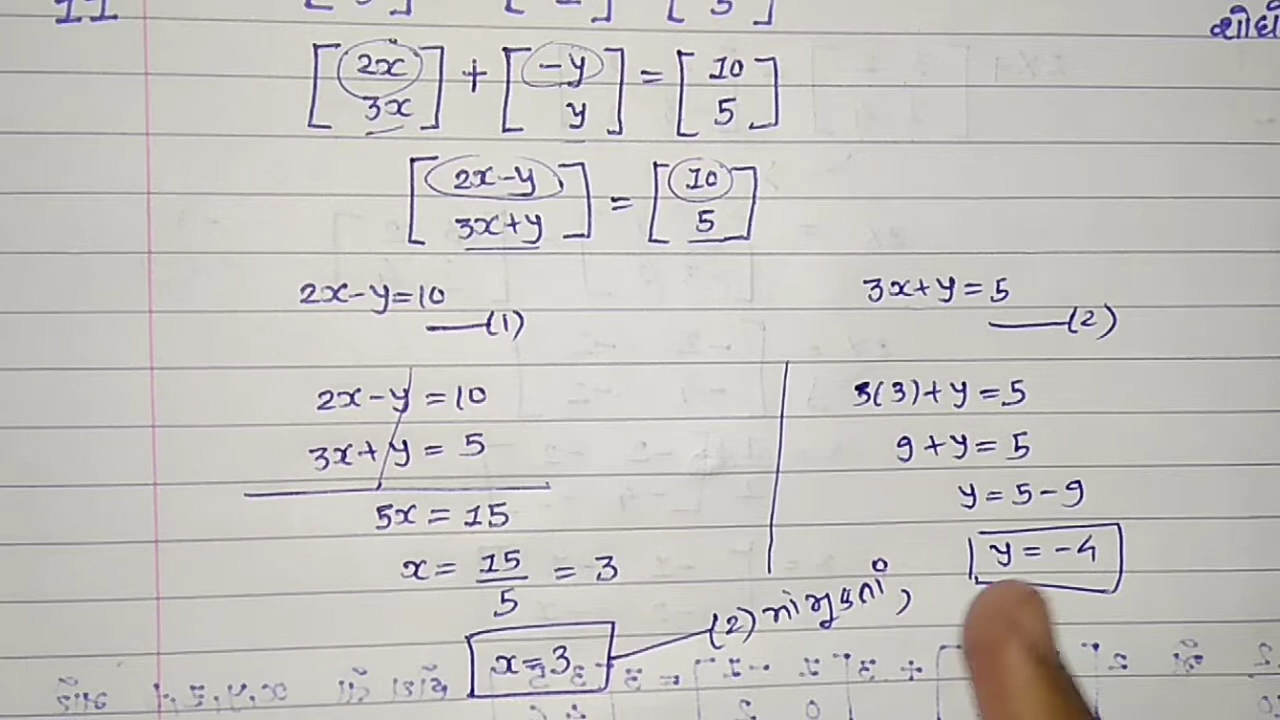 11
શોધો
[2x 3x] + [-y y] = [10 5]
[2x-y 3x+y] = [10 5]
2x-y=10 —(1)
3x+y=5 —(2)
2x-y=10
3x+y=5
5x=15
x=15/5=3
x=3 —(2) માં મુકતાં,
3(3)+y=5
9+y=5
y=5-9
y=-4